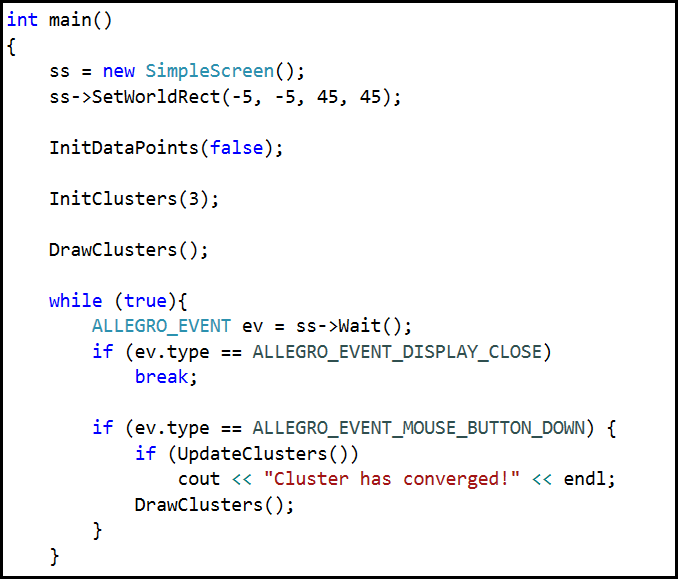 int main()
{
    ss = new SimpleScreen();
    ss->SetWorldRect(-5, -5, 45, 45);

    InitDataPoints(false);

    InitClusters(3);

    DrawClusters();

    while (true){
        ALLEGRO_EVENT ev = ss->Wait();
        if (ev.type == ALLEGRO_EVENT_DISPLAY_CLOSE)
            break;

        if (ev.type == ALLEGRO_EVENT_MOUSE_BUTTON_DOWN) {
            if (UpdateClusters())
                cout << "Cluster has converged!" << endl;
            DrawClusters();
        }
    }